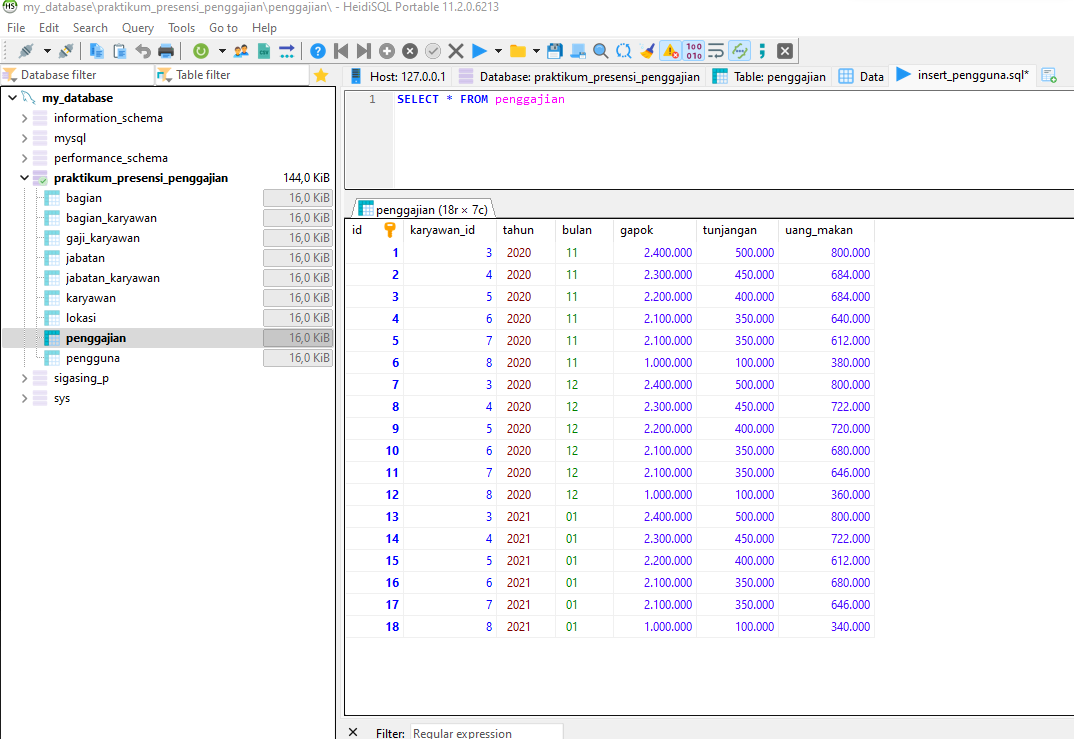 my_database\praktikum_presensi_penggajian\penggajian\ - HeidiSQL Portable 11.2.0.6213
File Edit Search Query Tools Go to Help
Database filter Table filter Host: 127.0.0.1 Database: praktikum_presensi_penggajian Table: penggajian Data insert_pengguna.sql*
my_database
information_schema
mysql
performance_schema
praktikum_presensi_penggajian 144,0 KiB
bagian 16,0 KiB
bagian_karyawan 16,0 KiB
gaji_karyawan 16,0 KiB
jabatan 16,0 KiB
jabatan_karyawan 16,0 KiB
karyawan 16,0 KiB
lokasi 16,0 KiB
penggajian 16,0 KiB
pengguna 16,0 KiB
sigasing_p
sys
1 SELECT * FROM penggajian
penggajian (18r × 7c)
id karyawan_id tahun bulan gapok tunjangan uang_makan
1 3 2020 11 2.400.000 500.000 800.000
2 4 2020 11 2.300.000 450.000 684.000
3 5 2020 11 2.200.000 400.000 684.000
4 6 2020 11 2.100.000 350.000 640.000
5 7 2020 11 2.100.000 350.000 612.000
6 8 2020 11 1.000.000 100.000 380.000
7 3 2020 12 2.400.000 500.000 800.000
8 4 2020 12 2.300.000 450.000 722.000
9 5 2020 12 2.200.000 400.000 720.000
10 6 2020 12 2.100.000 350.000 680.000
11 7 2020 12 2.100.000 350.000 646.000
12 8 2020 12 1.000.000 100.000 360.000
13 3 2021 01 2.400.000 500.000 800.000
14 4 2021 01 2.300.000 450.000 722.000
15 5 2021 01 2.200.000 400.000 612.000
16 6 2021 01 2.100.000 350.000 680.000
17 7 2021 01 2.100.000 350.000 646.000
18 8 2021 01 1.000.000 100.000 340.000
Filter: Regular expression